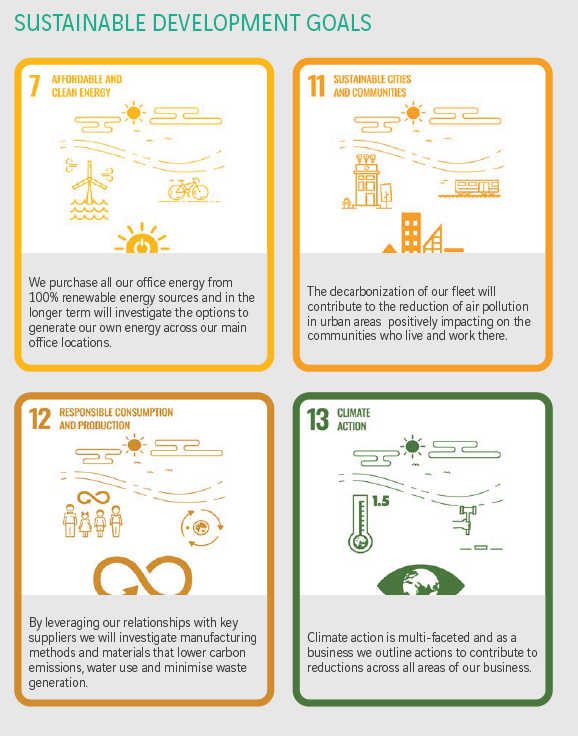 SUSTAINABLE DEVELOPMENT GOALS
7 AFFORDABLE AND
CLEAN ENERGY
We purchase all our office energy from
100% renewable energy sources and in the
longer term will investigate the options to
generate our own energy across our main
office locations.
11 SUSTAINABLE CITIES
AND COMMUNITIES
The decarbonization of our fleet will
contribute to the reduction of air pollution
in urban areas  positively impacting on the
communities who live and work there.
12 RESPONSIBLE CONSUMPTION
AND PRODUCTION
By leveraging our relationships with key
suppliers we will investigate manufacturing
methods and materials that lower carbon
emissions, water use and minimise waste
generation.
13 CLIMATE
ACTION
1.5
Climate action is multi-faceted and as a
business we outline actions to contribute to
reductions across all areas of our business.